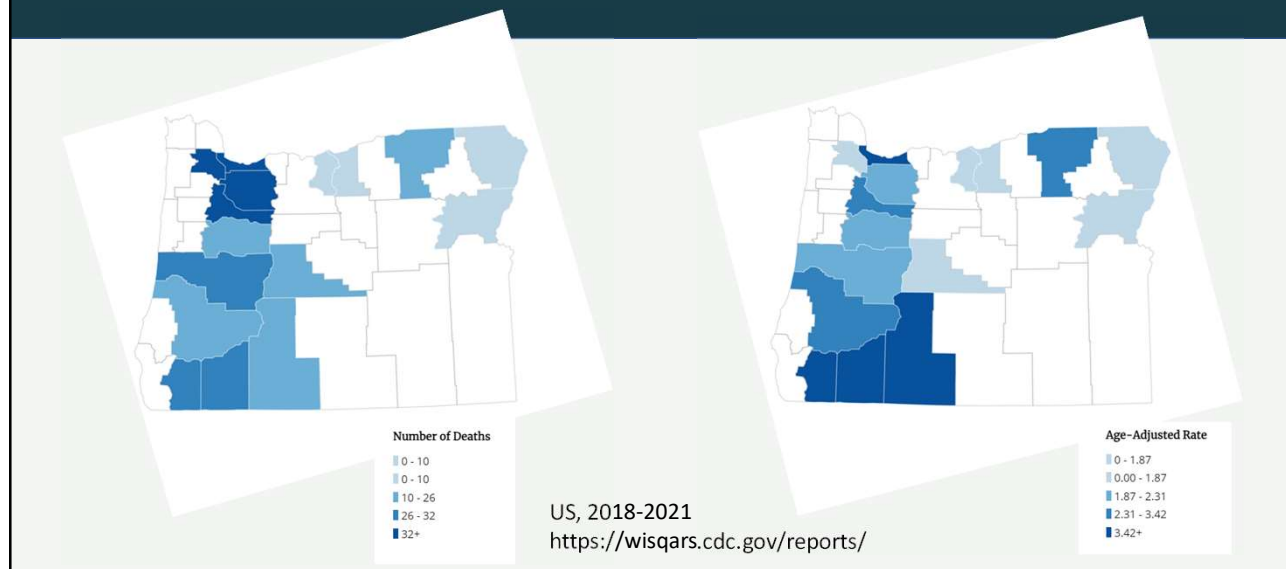 Number of Deaths
0 - 10
0 - 10
10 - 26
26 - 32
32+
US, 2018-2021
https://wisqars.cdc.gov/reports/
Age-Adjusted Rate
0 - 1.87
0.00 - 1.87
1.87 - 2.31
2.31 - 3.42
3.42+